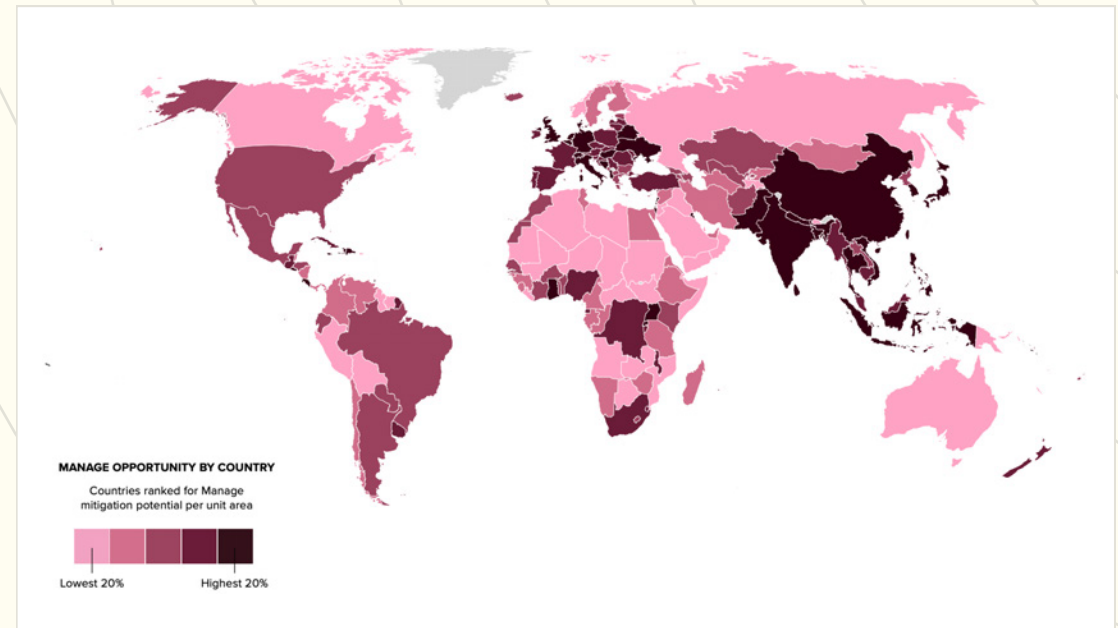 MANAGE OPPORTUNITY BY COUNTRY
Countries ranked for Manage
mitigation potential per unit area
Lowest 20%
Highest 20%